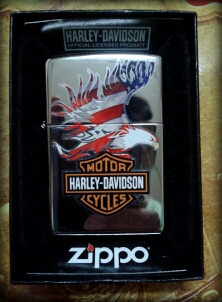 HARLEY-DAVIDSON
OFFICIAL LICENSED PRODUCT
MOTOR
HARLEY-DAVIDSON
CYCLES
zippo